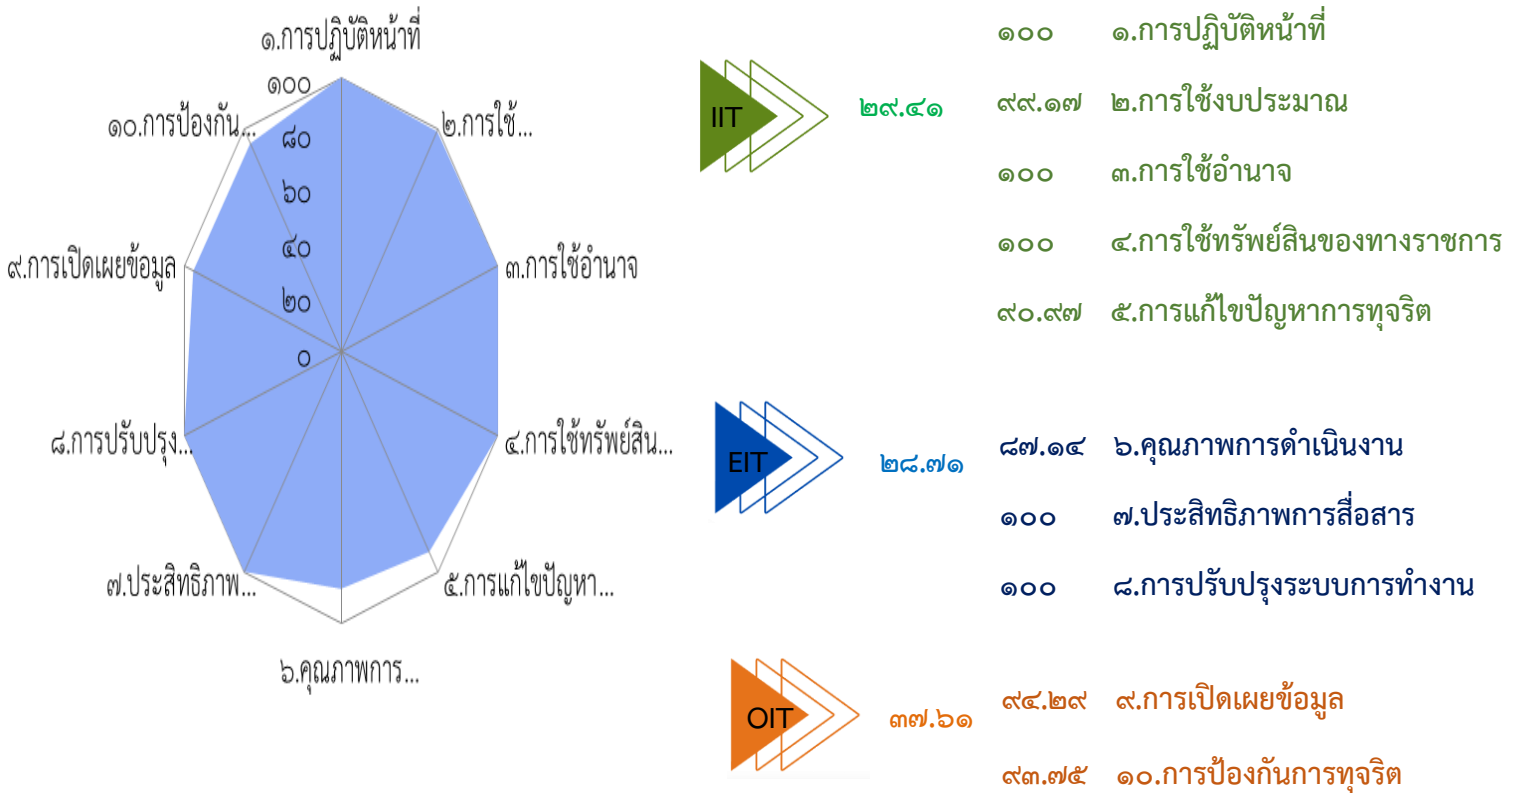 ๑.การปฏิบัติหน้าที่
๑๐๐
๘๐
๖๐
๔๐
๒๐
๐
๒.การใช้...
๓.การใช้อำนาจ
๔.การใช้ทรัพย์สิน...
๕.การแก้ไขปัญหา...
๖.คุณภาพการ...
๗.ประสิทธิภาพ...
๘.การปรับปรุง...
๙.การเปิดเผยข้อมูล
๑๐.การป้องกัน...
IIT
๒๙.๔๑
๑๐๐ ๑.การปฏิบัติหน้าที่
๙๙.๑๗ ๒.การใช้งบประมาณ
๑๐๐ ๓.การใช้อำนาจ
๑๐๐ ๔.การใช้ทรัพย์สินของทางราชการ
๙๐.๙๗ ๕.การแก้ไขปัญหาการทุจริต
EIT
๒๘.๗๑
๘๗.๑๔ ๖.คุณภาพการดำเนินงาน
๑๐๐ ๗.ประสิทธิภาพการสื่อสาร
๑๐๐ ๘.การปรับปรุงระบบการทำงาน
OIT
๓๗.๖๑
๙๔.๒๙ ๙.การเปิดเผยข้อมูล
๙๓.๗๕ ๑๐.การป้องกันการทุจริต